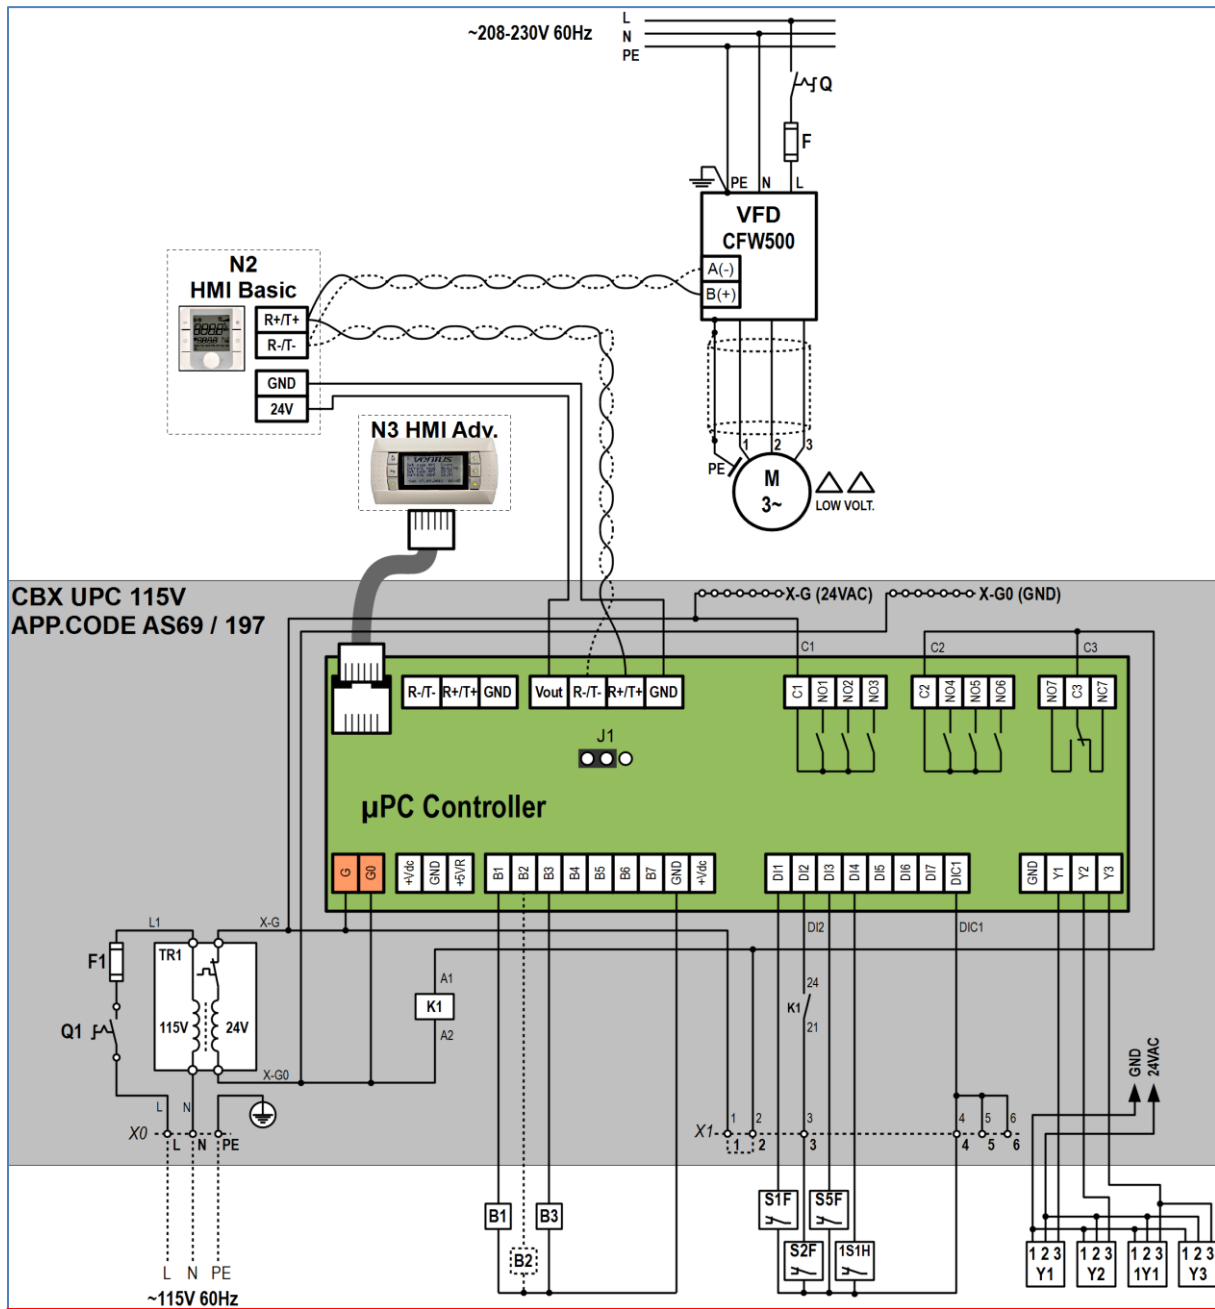 L
~208-230V 60Hz
N
PE
Q
F
PE N L
VFD
CFW500
A(-)
B(+)
N2
HMI Basic
R+/T+
R-/T-
GND
24V
N3 HMI Adv.
VENTUS
1 2 3
PE
M
3~
LOW VOLT.
CBX UPC 115V
APP.CODE AS69 / 197
X-G (24VAC)
X-G0 (GND)
C1
C2
C3
R-/T- R+/T+ GND
Vout R-/T- R+/T+ GND
C1 NO1 NO2 NO3
C2 NO4 NO5 NO6
NO7 C3 NC7
J1
µPC Controller
G G0
+Vdc GND +5VR
B1 B2 B3 B4 B5 B6 B7 GND +Vdc
DI1 DI2 DI3 DI4 DI5 DI6 DI7 DIC1
GND Y1 Y2 Y3
L1
X-G
DI2
DIC1
F1
TR1
A1
K1
A2
24
K1
21
Q1
115V
24V
X-G0
GND
24VAC
L N
X0 L N PE
1 2 3 4 5 6
X1 1 2 3 4 5 6
S1F
S5F
B1
B3
B2
S2F
1S1H
1 2 3
Y1
1 2 3
Y2
1 2 3
1Y1
1 2 3
Y3
L N PE
~115V 60Hz